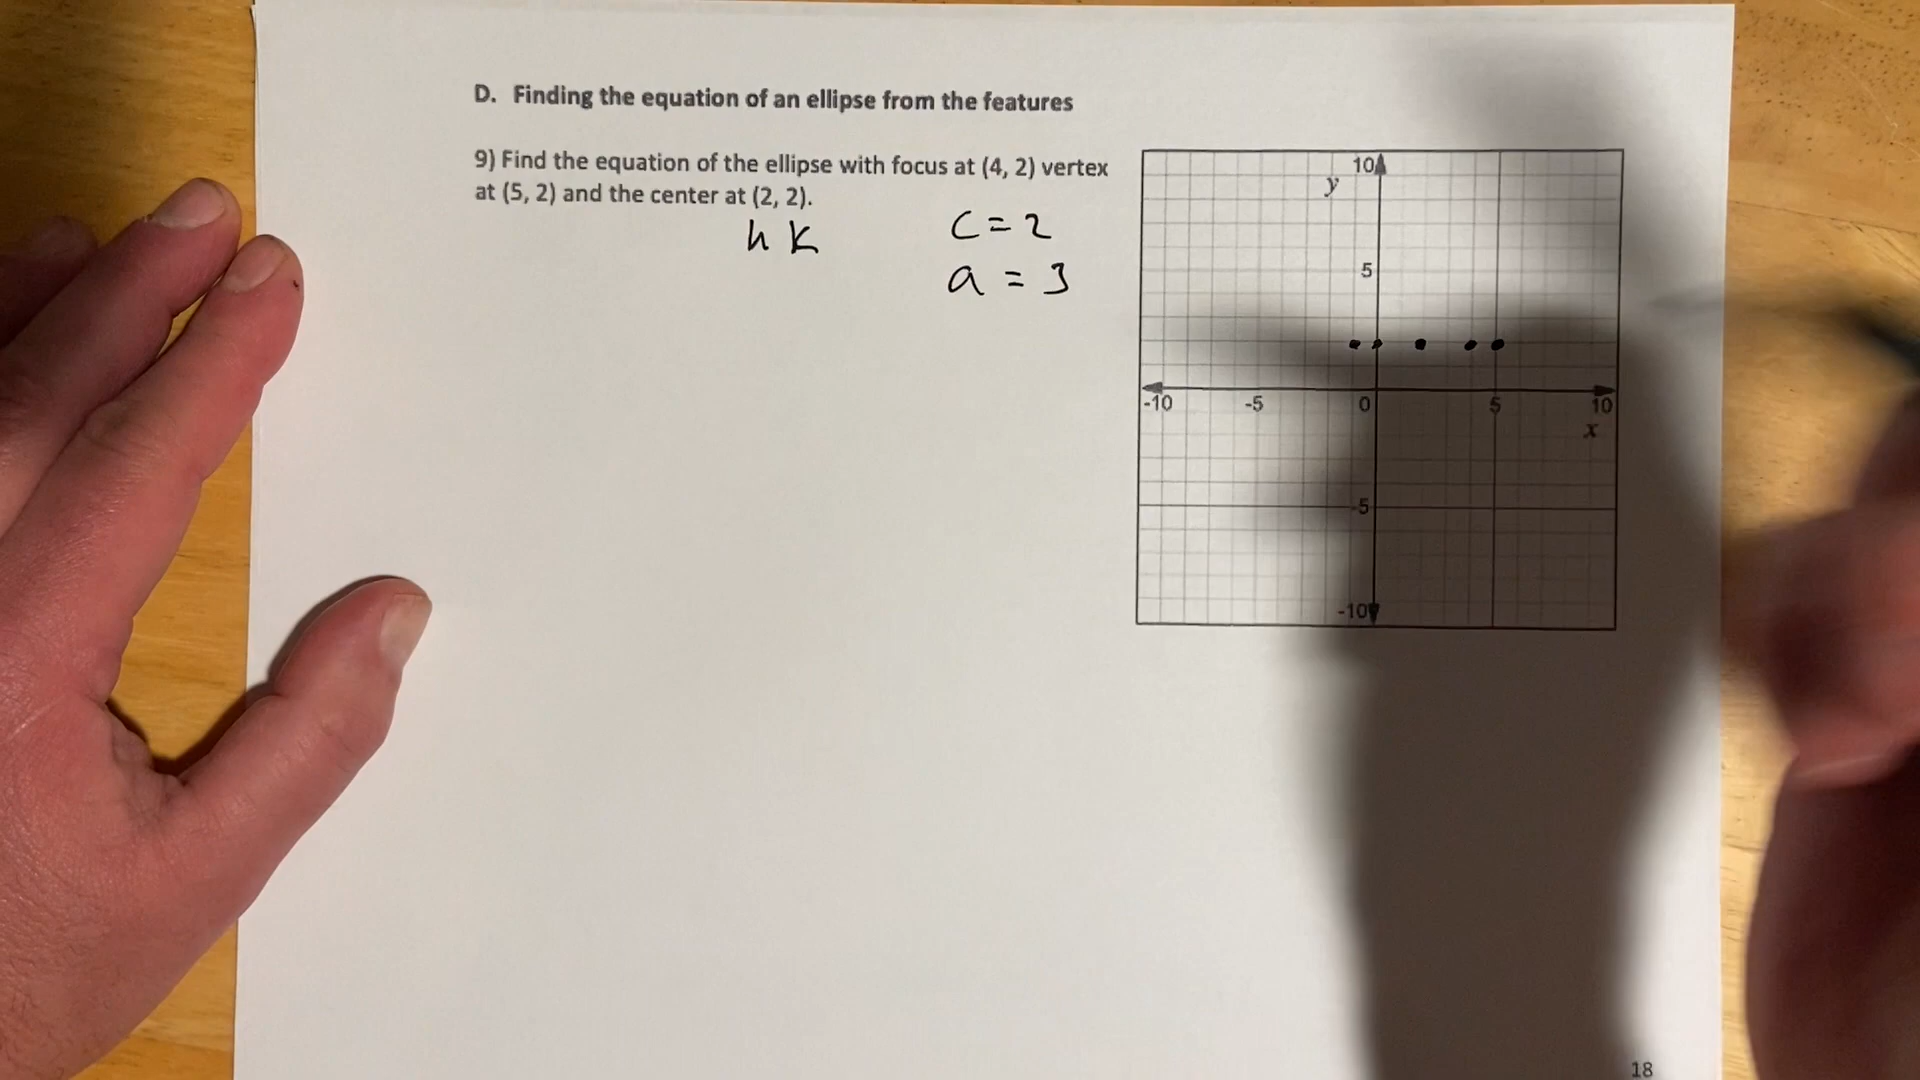 D. Finding the equation of an ellipse from the features
9) Find the equation of the ellipse with focus at (4, 2) vertex
at (5, 2) and the center at (2, 2).
h k
c = 2
a = 3
10
y
5
-10 -5 0 5 10
x
-5
-10
18